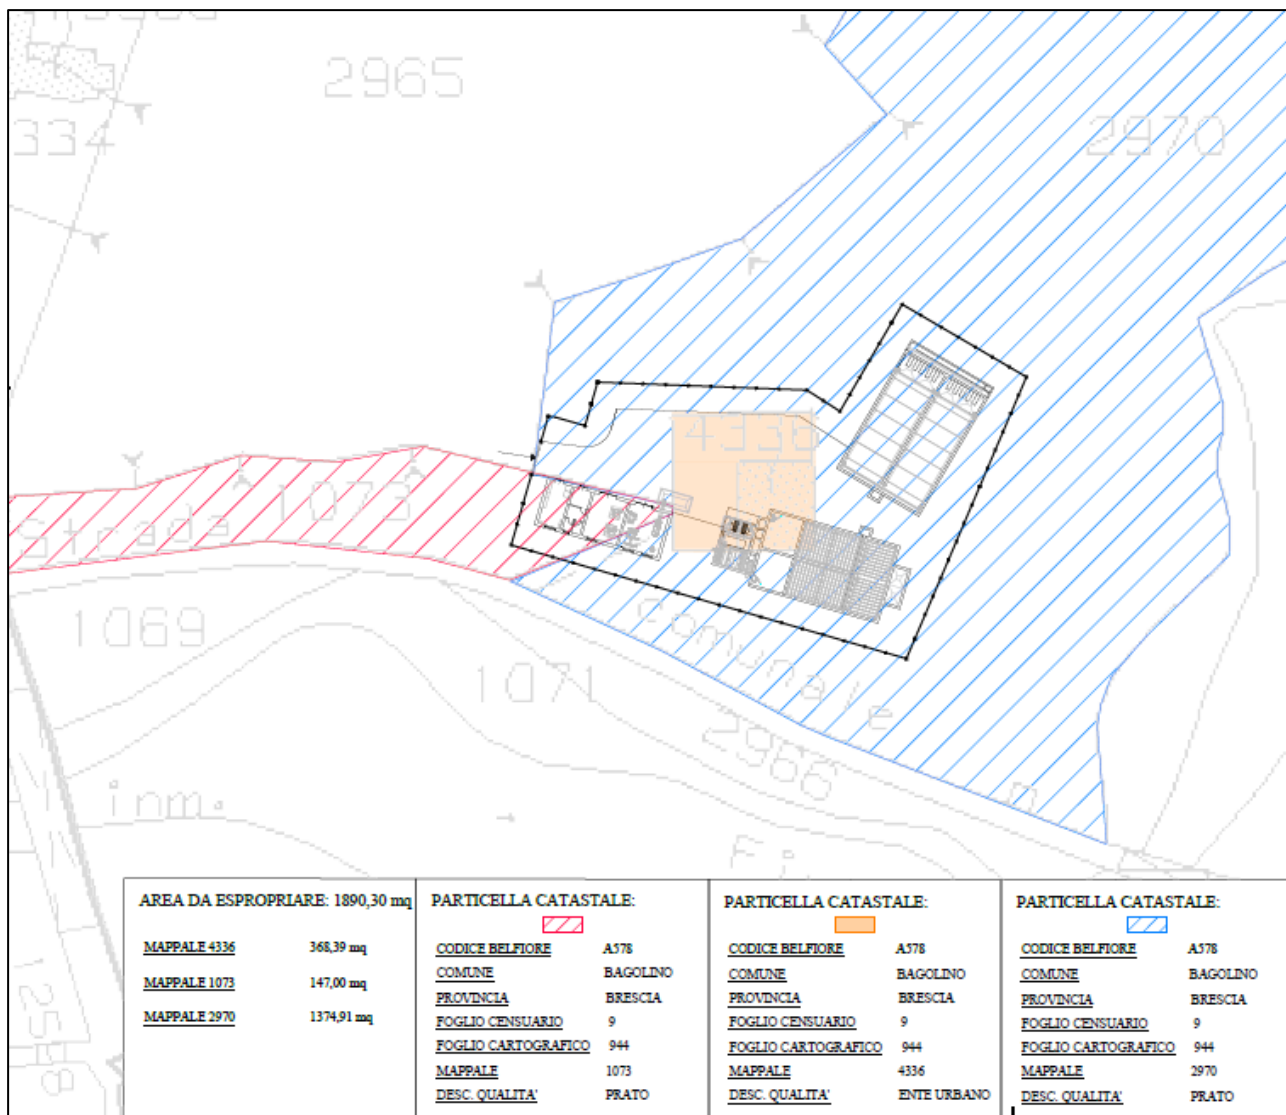 2965
334
2970
4336
1073
Strada
1069
Comunale
1071
2966
inm.
AREA DA ESPROPRIARE: 1890,30 mq
MAPPALE 4336 368,39 mq
MAPPALE 1073 147,00 mq
MAPPALE 2970 1374,91 mq
PARTICELLA CATASTALE:
CODICE BELFIORE A578
COMUNE BAGOLINO
PROVINCIA BRESCIA
FOGLIO CENSUARIO 9
FOGLIO CARTOGRAFICO 944
MAPPALE 1073
DESC. QUALITA' PRATO
PARTICELLA CATASTALE:
CODICE BELFIORE A578
COMUNE BAGOLINO
PROVINCIA BRESCIA
FOGLIO CENSUARIO 9
FOGLIO CARTOGRAFICO 944
MAPPALE 4336
DESC. QUALITA' ENTE URBANO
PARTICELLA CATASTALE:
CODICE BELFIORE A578
COMUNE BAGOLINO
PROVINCIA BRESCIA
FOGLIO CENSUARIO 9
FOGLIO CARTOGRAFICO 944
MAPPALE 2970
DESC. QUALITA' PRATO